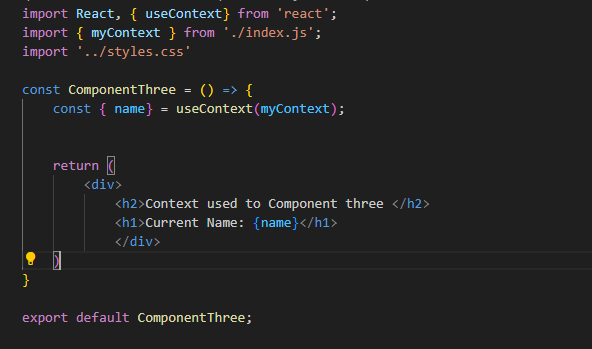 import React, { useContext} from 'react';
import { myContext } from './index.js';
import '../styles.css'
const ComponentThree = () => {
const { name} = useContext(myContext);
return (
<div>
<h2>Context used to Component three </h2>
<h1>Current Name: {name}</h1>
</div>
)
}
export default ComponentThree;